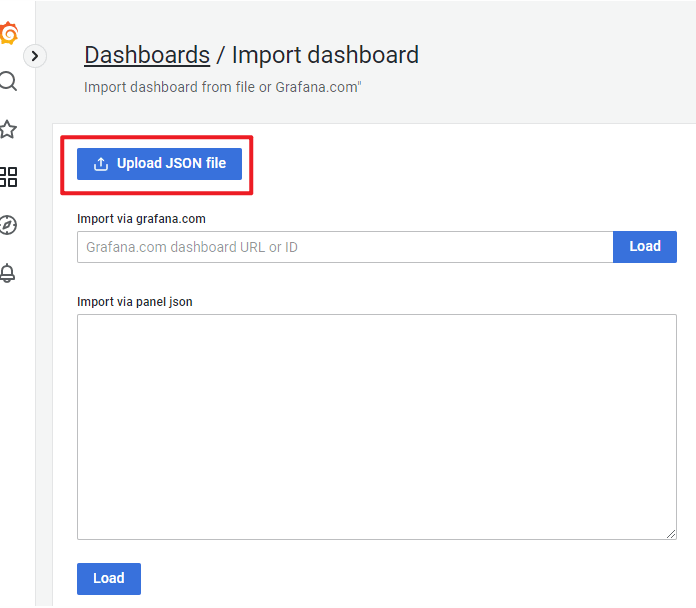 Dashboards / Import dashboard
Import dashboard from file or Grafana.com"
Upload JSON file
Import via grafana.com
Grafana.com dashboard URL or ID
Load
Import via panel json
Load